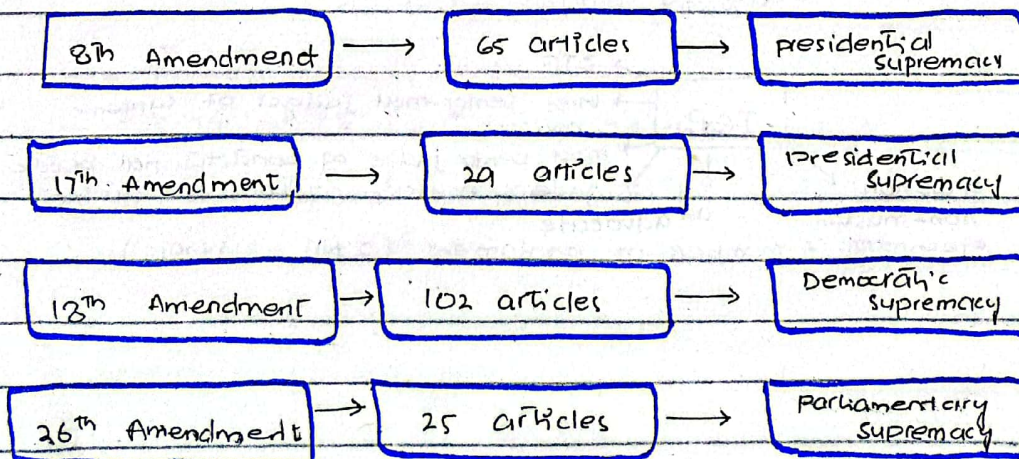 8th Amendmend → 65 articles → presidential supremacy
17th Amendment → 29 articles → presidential supremacy
18th Amendment → 102 articles → Democratic supremacy
26th Amendment → 25 articles → Parliamentary supremacy